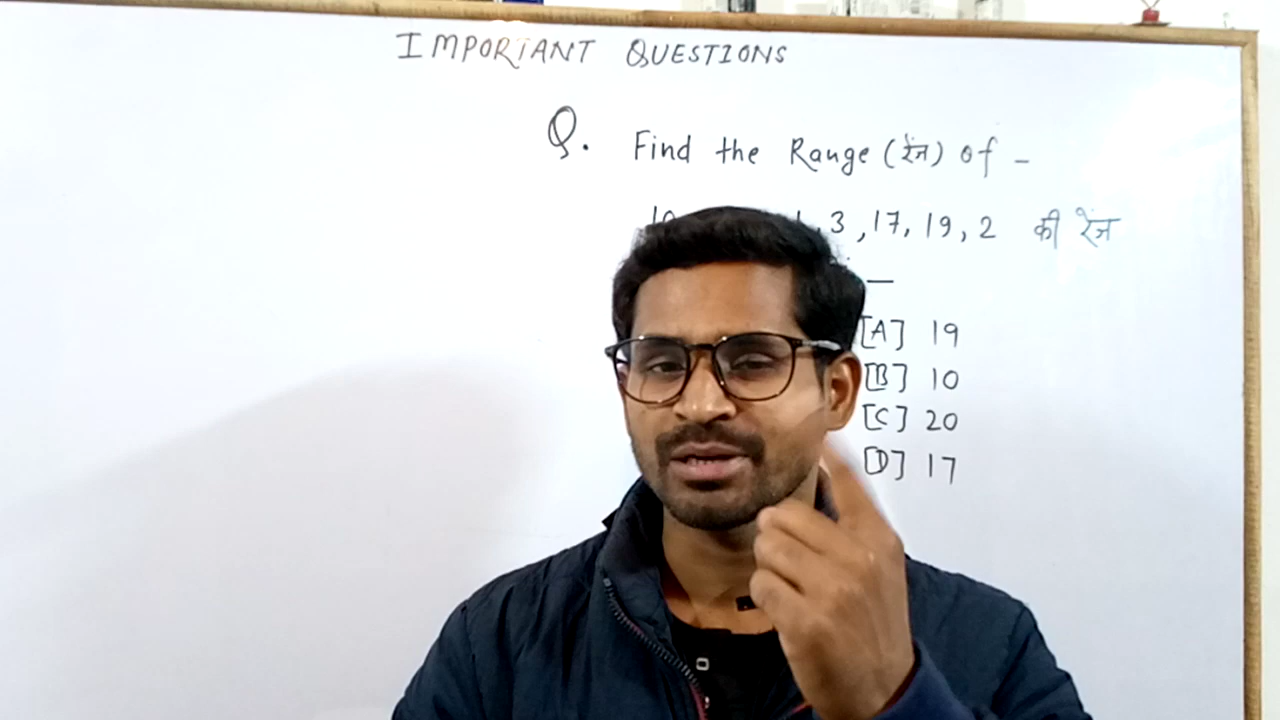 IMPORTANT QUESTIONS
Q. Find the Range (रेंज) of -
3, 17, 19, 2 की रेंज
—
[A] 19
[B] 10
[C] 20
[D] 17